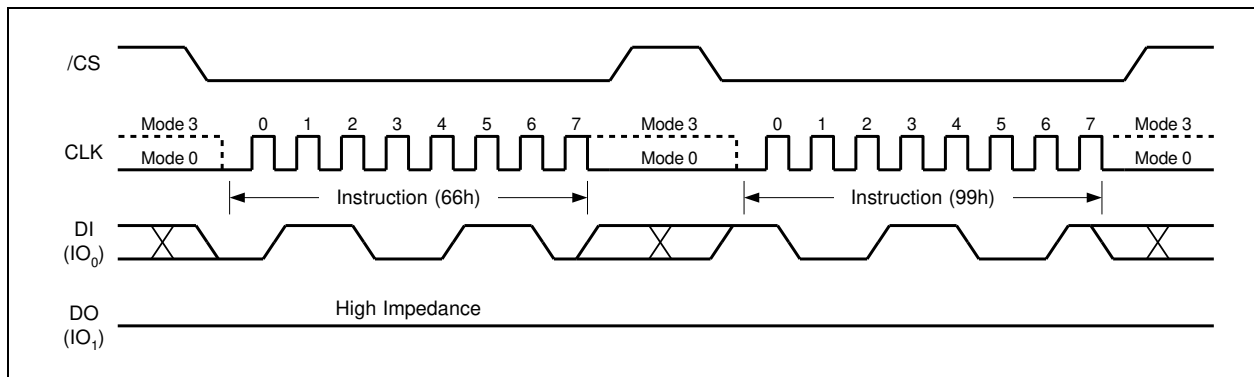 /CS
Mode 3 0 1 2 3 4 5 6 7 Mode 3 0 1 2 3 4 5 6 7 Mode 3
CLK
Mode 0 Mode 0 Mode 0
Instruction (66h) Instruction (99h)
DI
(IO0)
High Impedance
DO
(IO1)